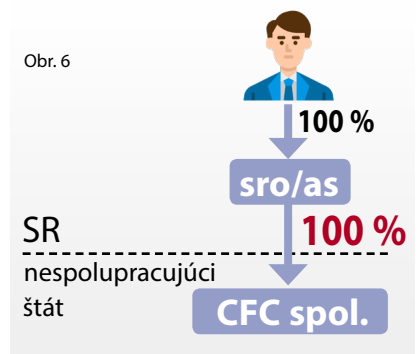 Obr. 6
100 %
sro/as
SR
100 %
nespolupracujúci
štát
CFC spol.